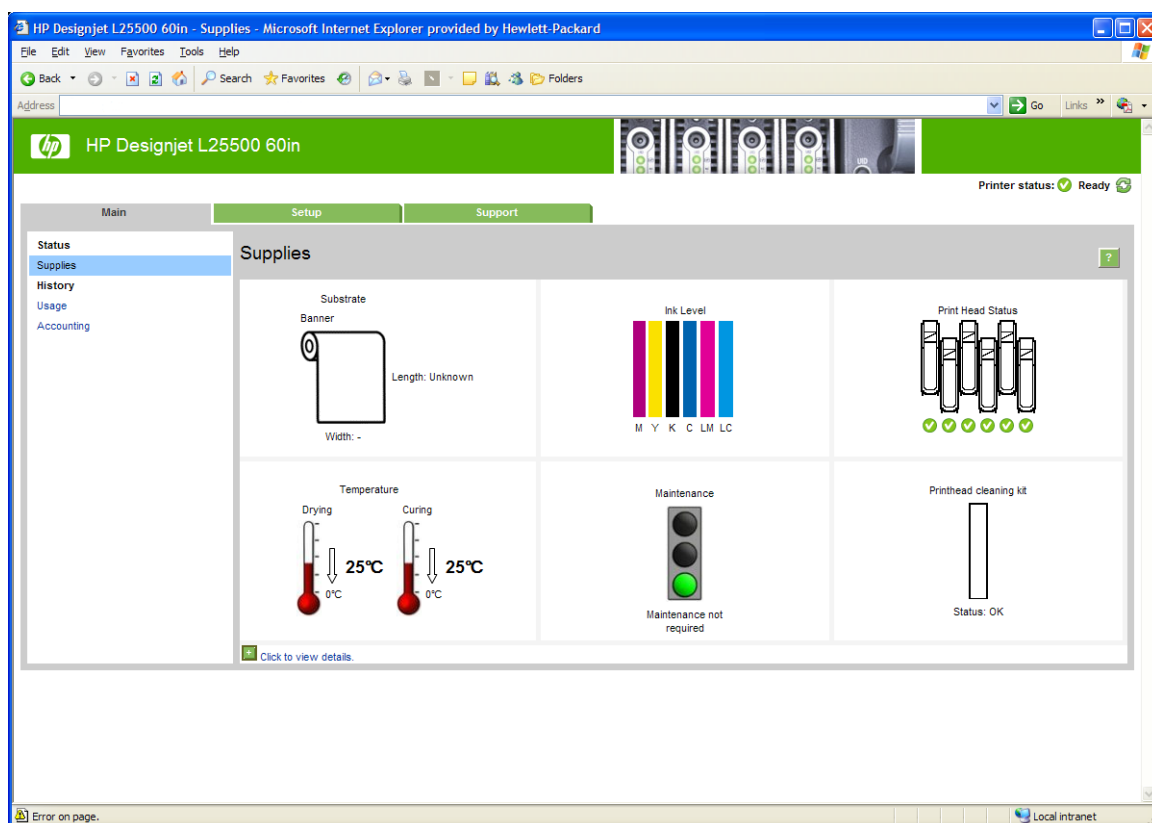 HP Designjet L25500 60in - Supplies - Microsoft Internet Explorer provided by Hewlett-Packard
File Edit View Favorites Tools Help
Back Search Favorites Folders
Address Go Links »
hp HP Designjet L25500 60in
UID
Printer status: Ready
Main Setup Support
Status
Supplies
History
Usage
Accounting
Supplies
?
Substrate
Banner
Length: Unknown
Width: -
Ink Level
M Y K C LM LC
Print Head Status
Temperature
Drying Curing
25°C 25°C
0°C 0°C
Maintenance
Maintenance not
required
Printhead cleaning kit
Status: OK
Click to view details.
Error on page. Local intranet